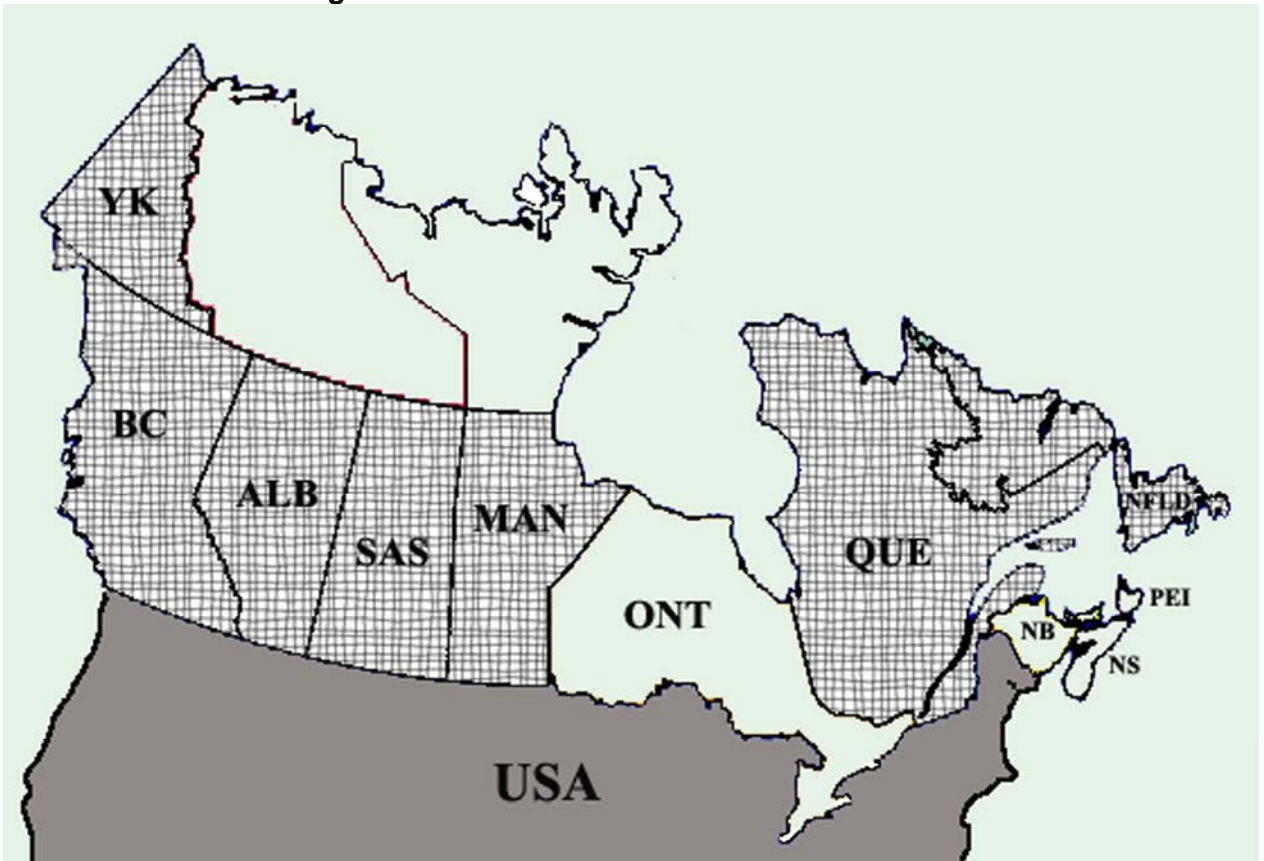 YK
BC
ALB
SAS
MAN
ONT
QUE
NFLD
PEI
NB
NS
USA